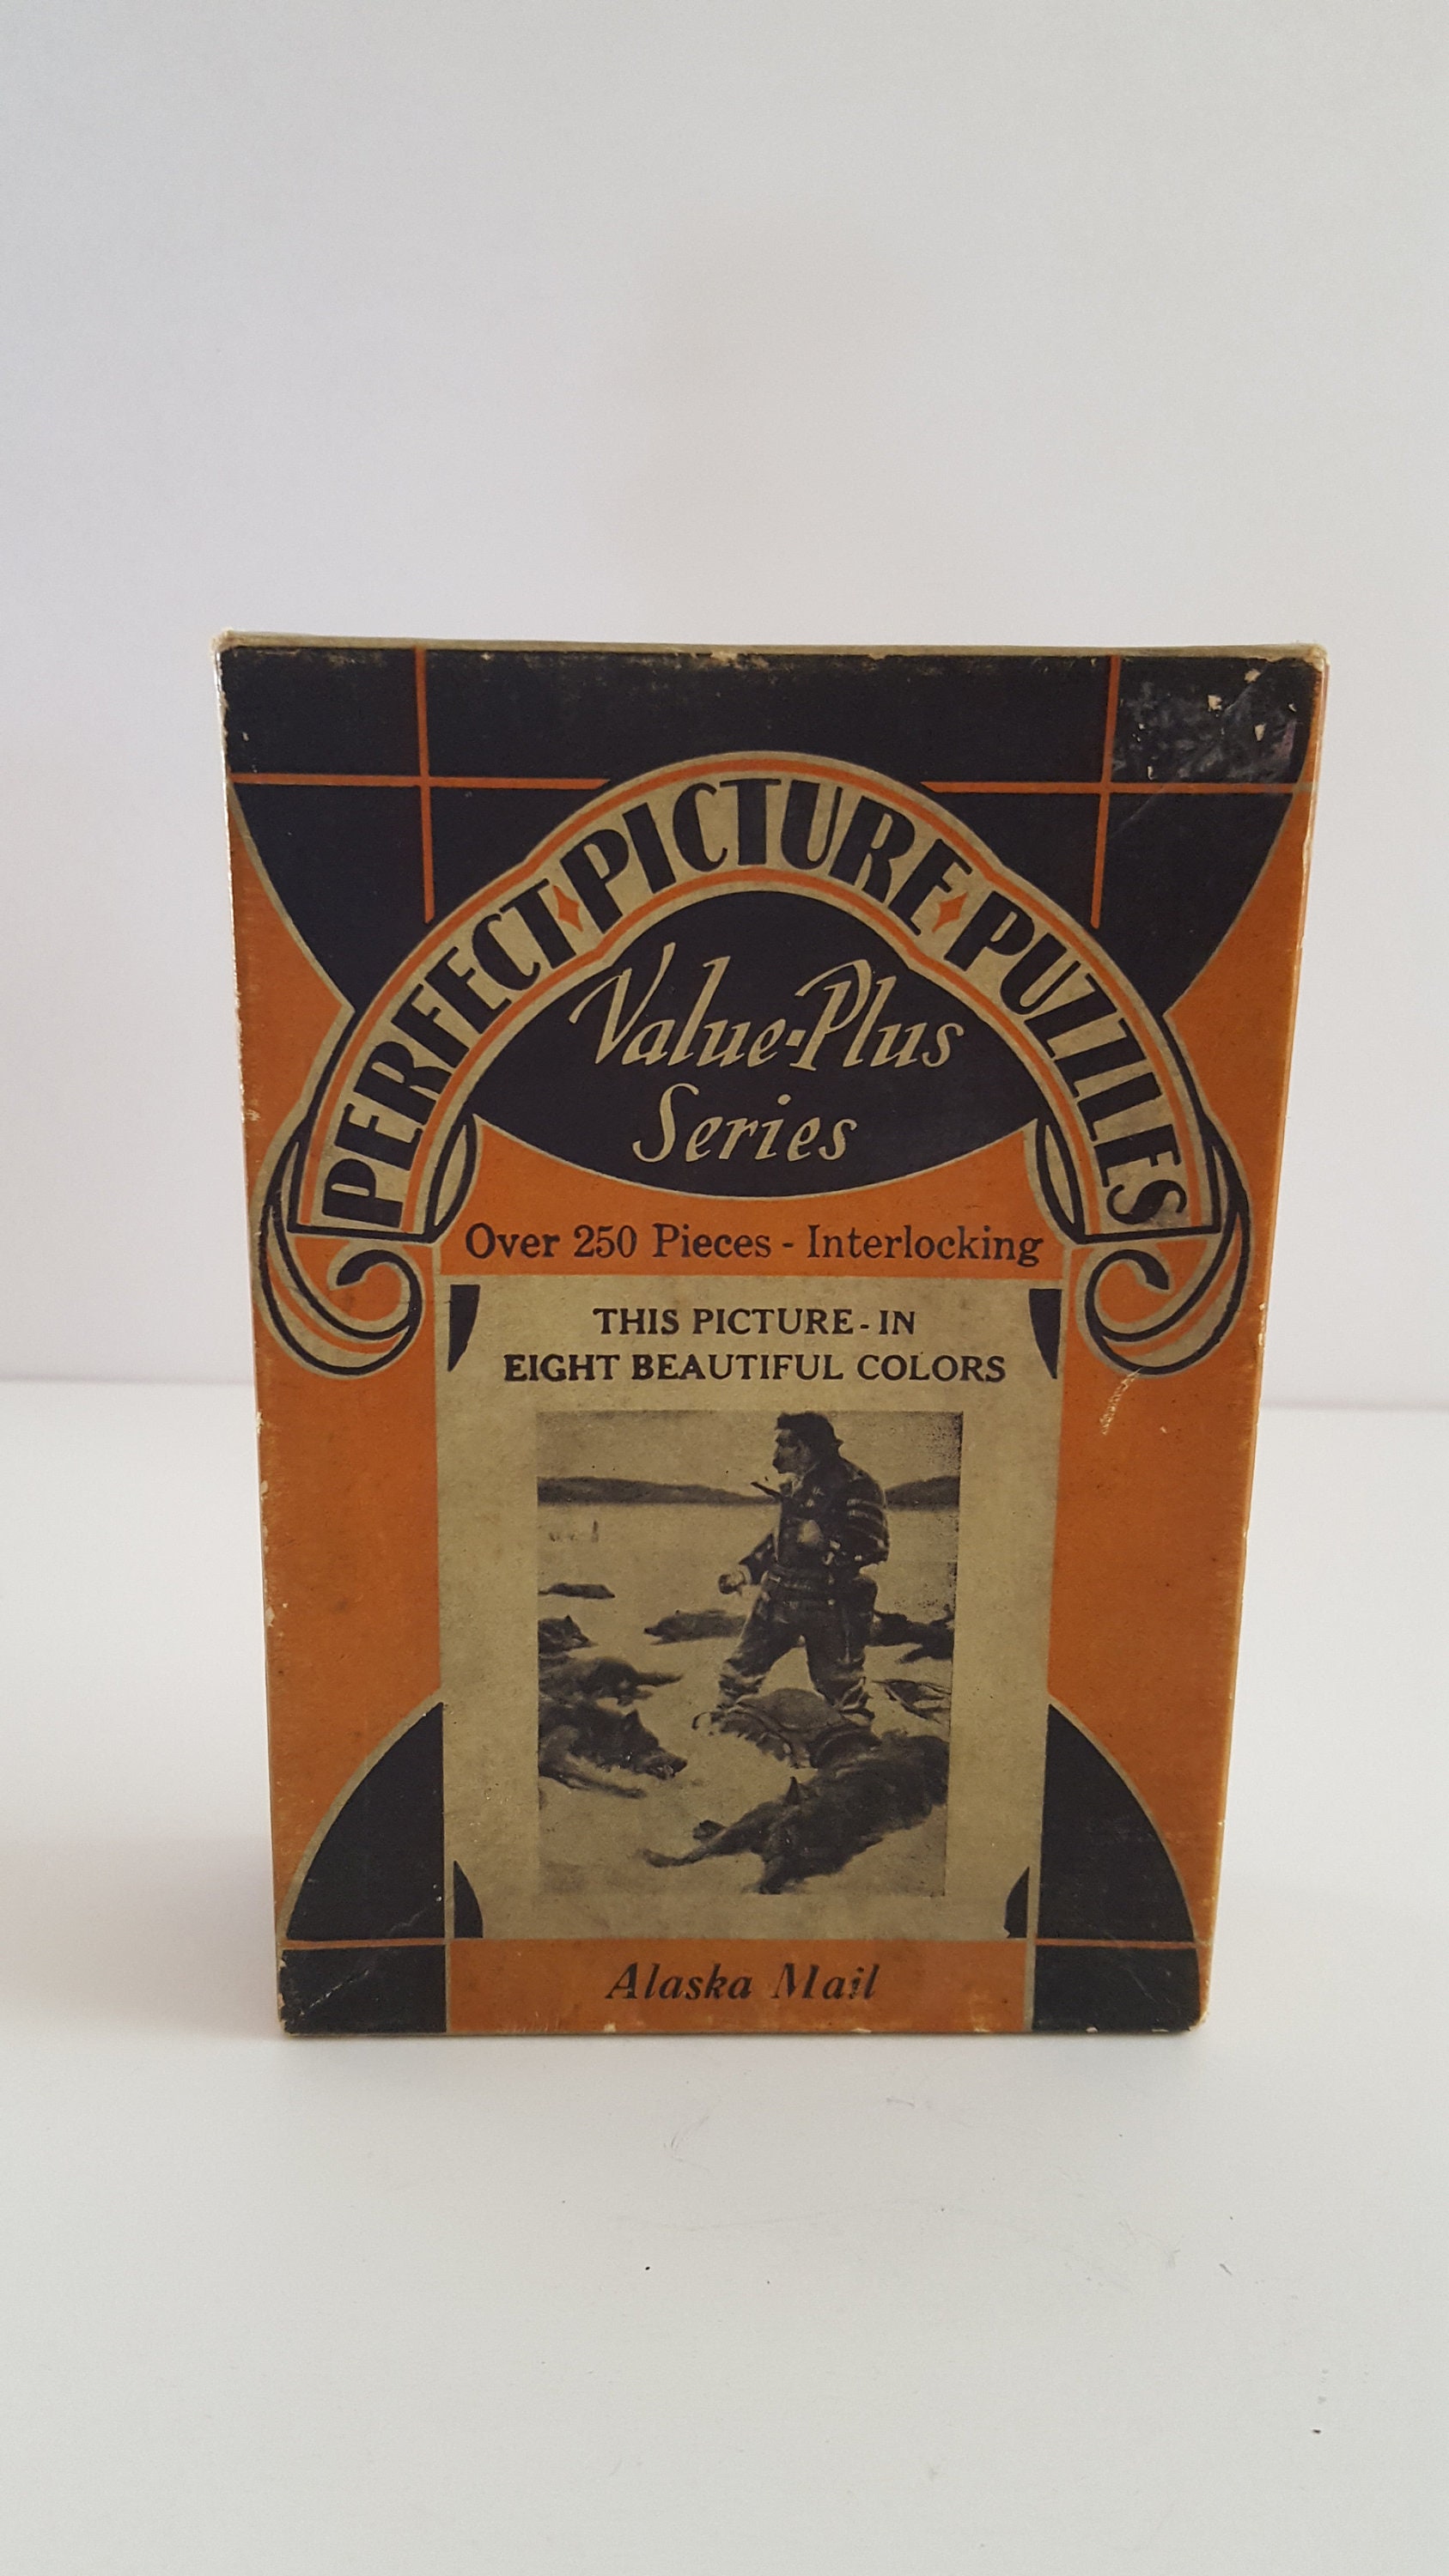 PERFECT PICTURE PUZZLES
Value-Plus
Series
Over 250 Pieces - Interlocking
THIS PICTURE - IN
EIGHT BEAUTIFUL COLORS
Alaska Mail